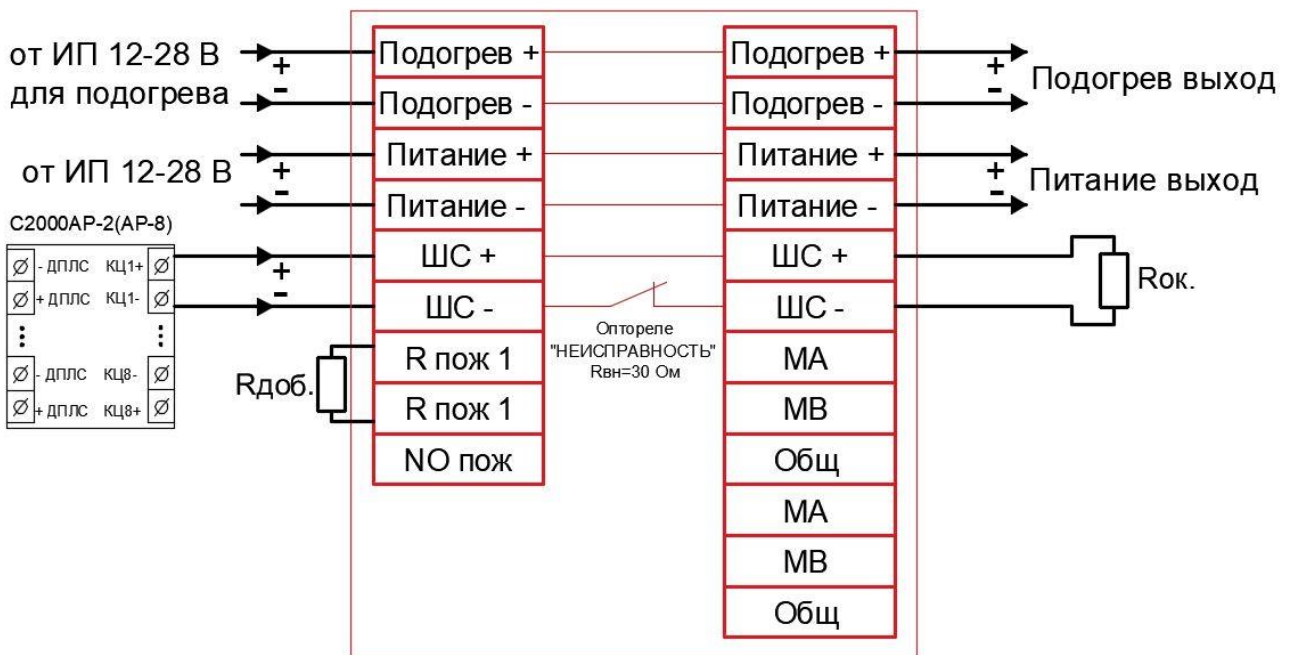 от ИП 12-28 В
для подогрева
+
-
от ИП 12-28 В
+
-
С2000АР-2(АР-8)
- ДПЛС КЦ1+
+ ДПЛС КЦ1-
- ДПЛС КЦ8-
+ ДПЛС КЦ8+
+
-
Rдоб.
Подогрев +
Подогрев -
Питание +
Питание -
ШС +
ШС -
R пож 1
R пож 1
NO пож
Оптореле
"НЕИСПРАВНОСТЬ"
Rвн=30 Ом
Подогрев +
Подогрев -
Питание +
Питание -
ШС +
ШС -
МА
МВ
Общ
МА
МВ
Общ
+
-
Подогрев выход
+
-
Питание выход
Rок.